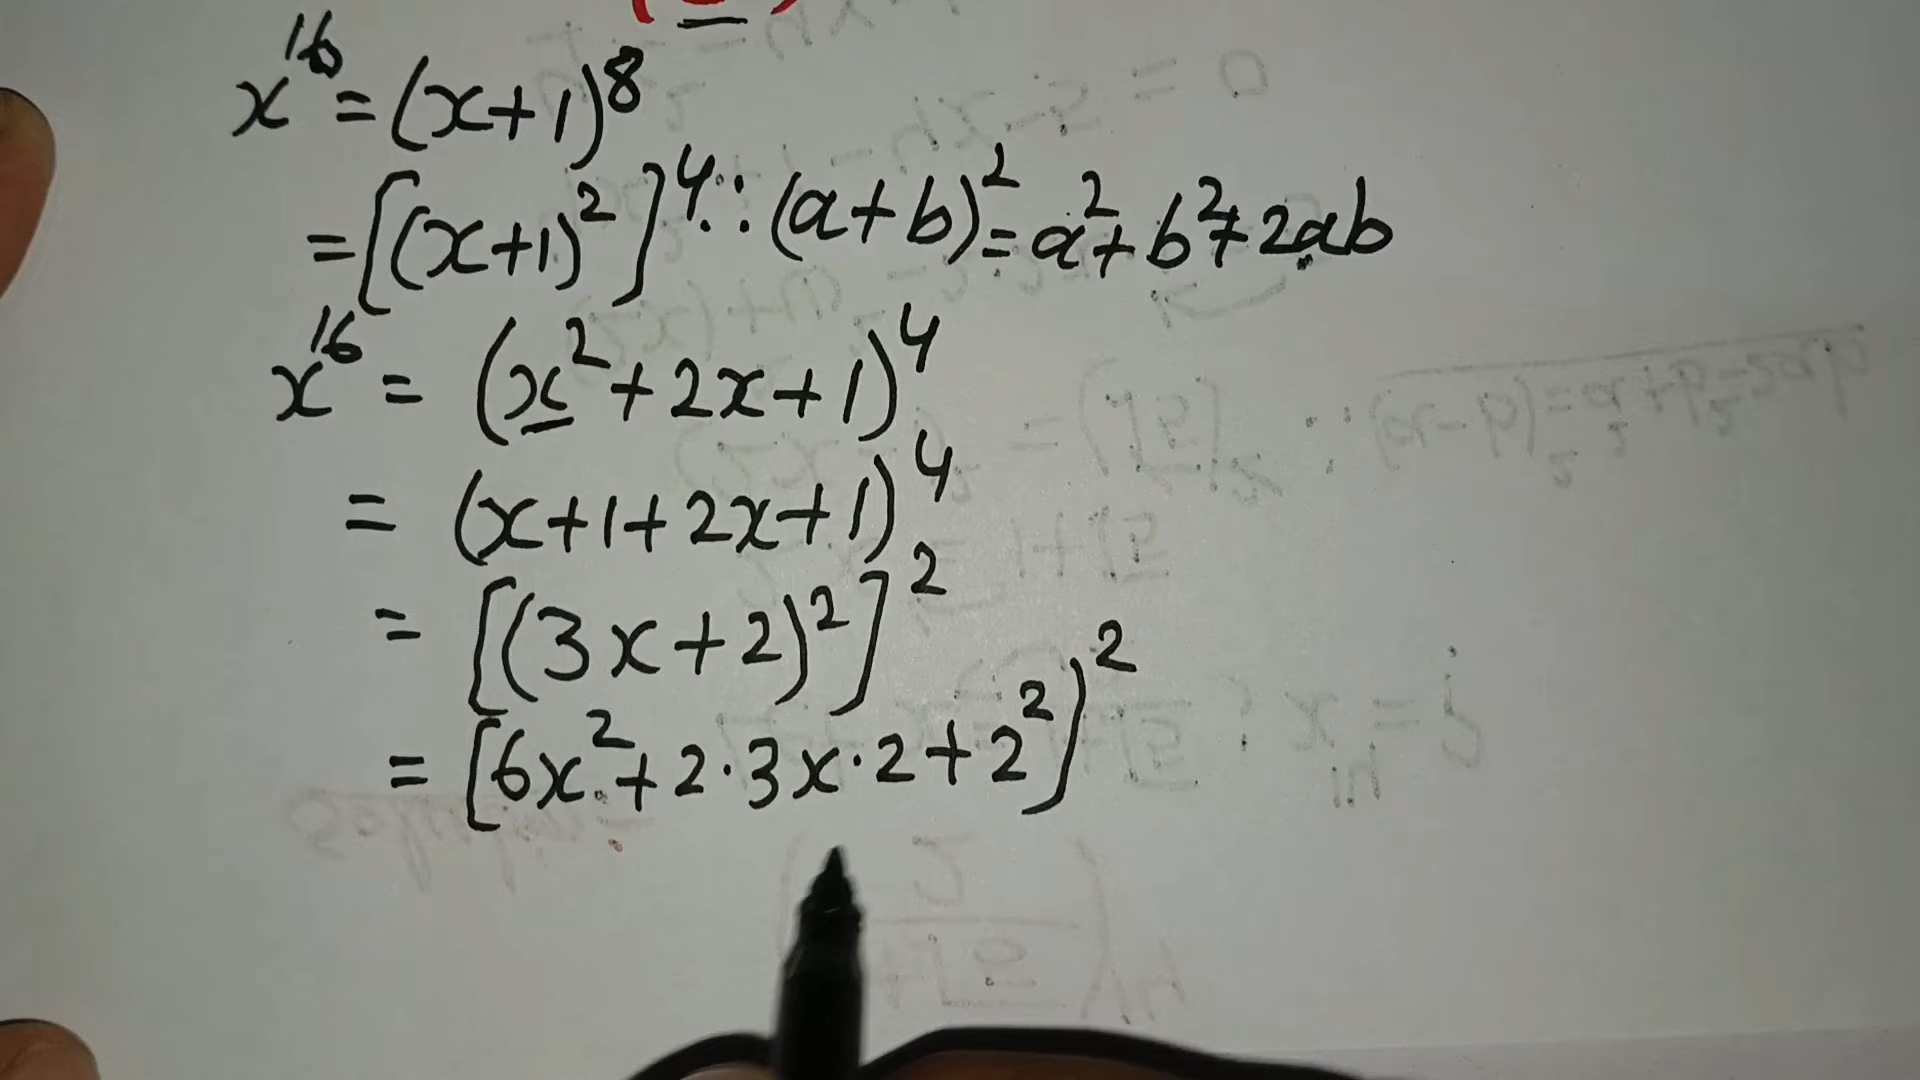 x^16 = (x+1)^8
= [(x+1)^2]^4 ∵ (a+b)^2 = a^2 + b^2 + 2ab
x^16 = (x^2 + 2x + 1)^4
= (x+1+2x+1)^4
= [(3x+2)^2]^2
= [6x^2 + 2·3x·2 + 2^2)^2